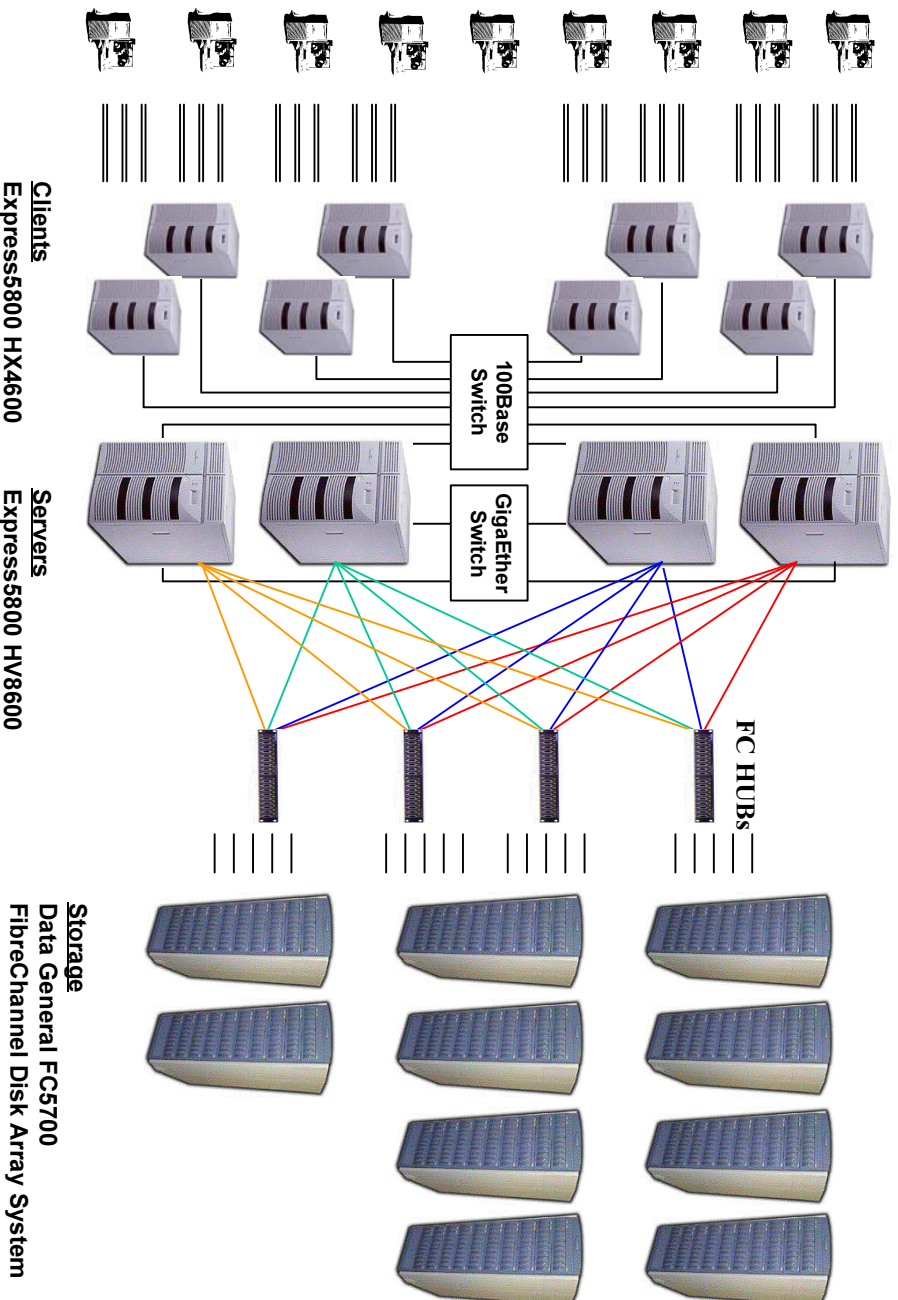 Clients
Express5800 HX4600
100Base
Switch
Servers
Express5800 HV8600
GigaEther
Switch
FC HUBs
Storage
Data General FC5700
FibreChannel Disk Array System